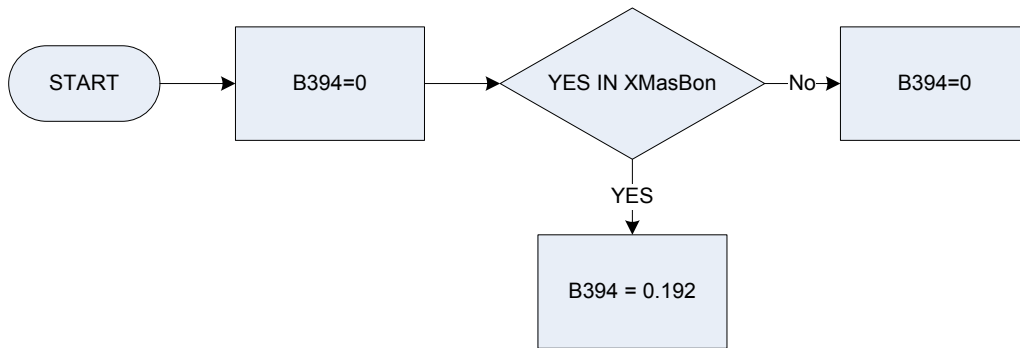 START
B394=0
YES IN XMasBon
No
B394=0
YES
B394 = 0.192